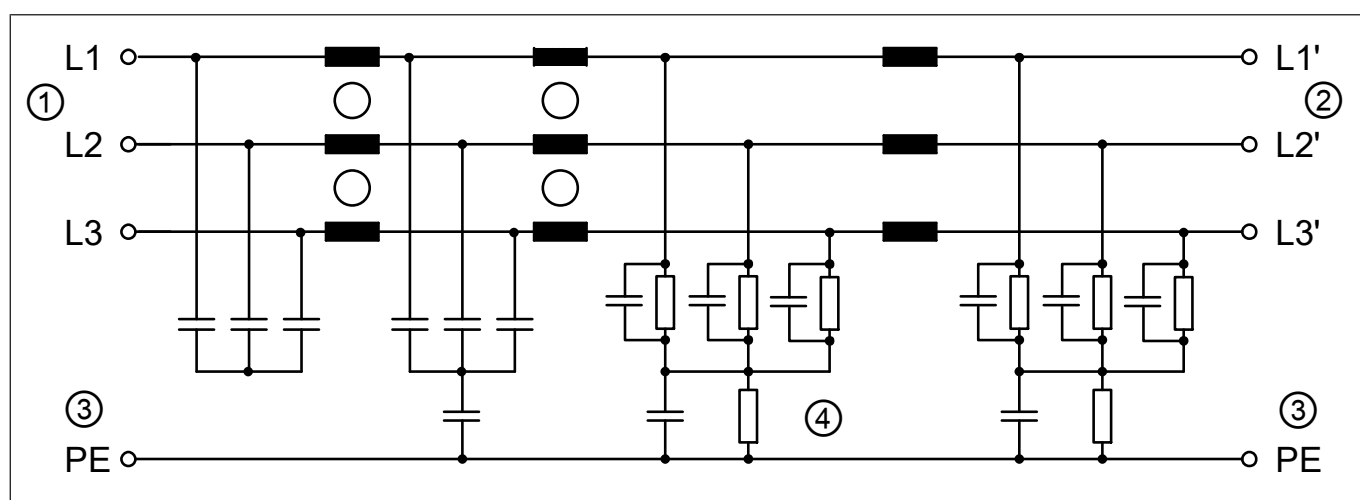 L1 L1'
① ②
L2 L2'
L3 L3'
③ ④ ③
PE PE